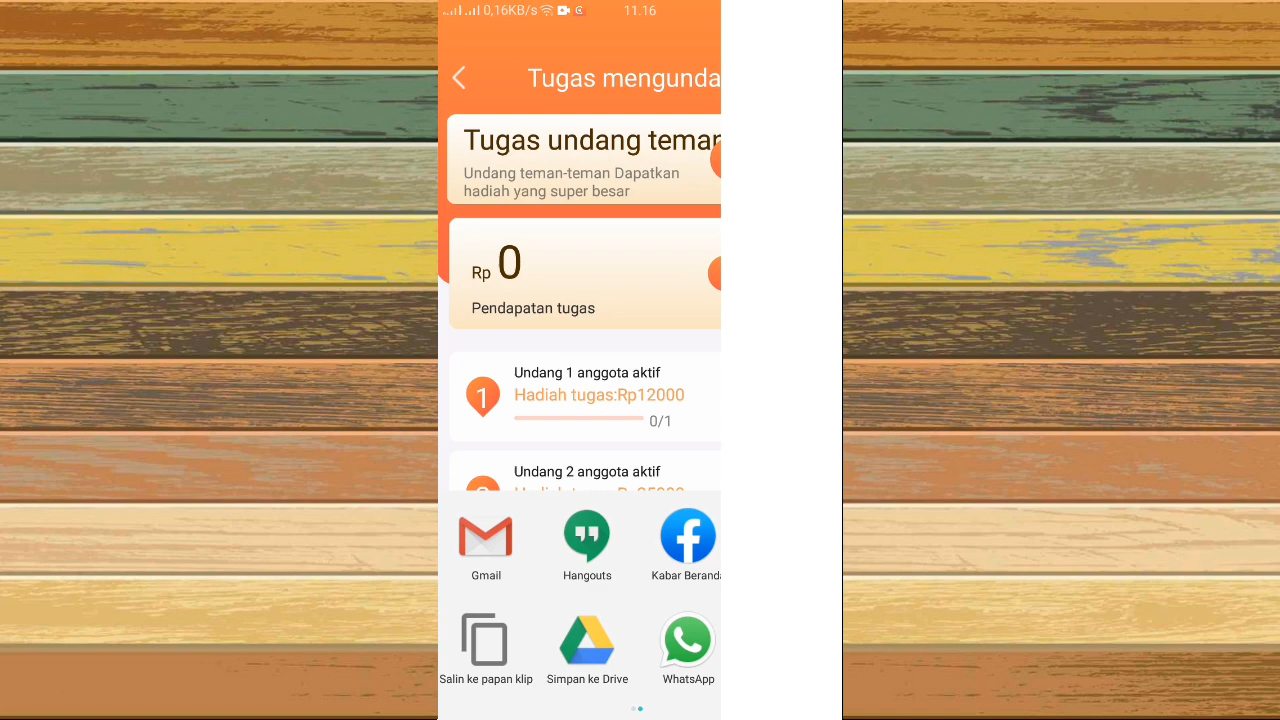 0,16KB/s 11.16
Tugas mengunda
Tugas undang teman
Undang teman-teman Dapatkan
hadiah yang super besar
Rp 0
Pendapatan tugas
1
Undang 1 anggota aktif
Hadiah tugas:Rp12000
0/1
Undang 2 anggota aktif
Gmail
Hangouts
Kabar Beranda
Salin ke papan klip
Simpan ke Drive
WhatsApp